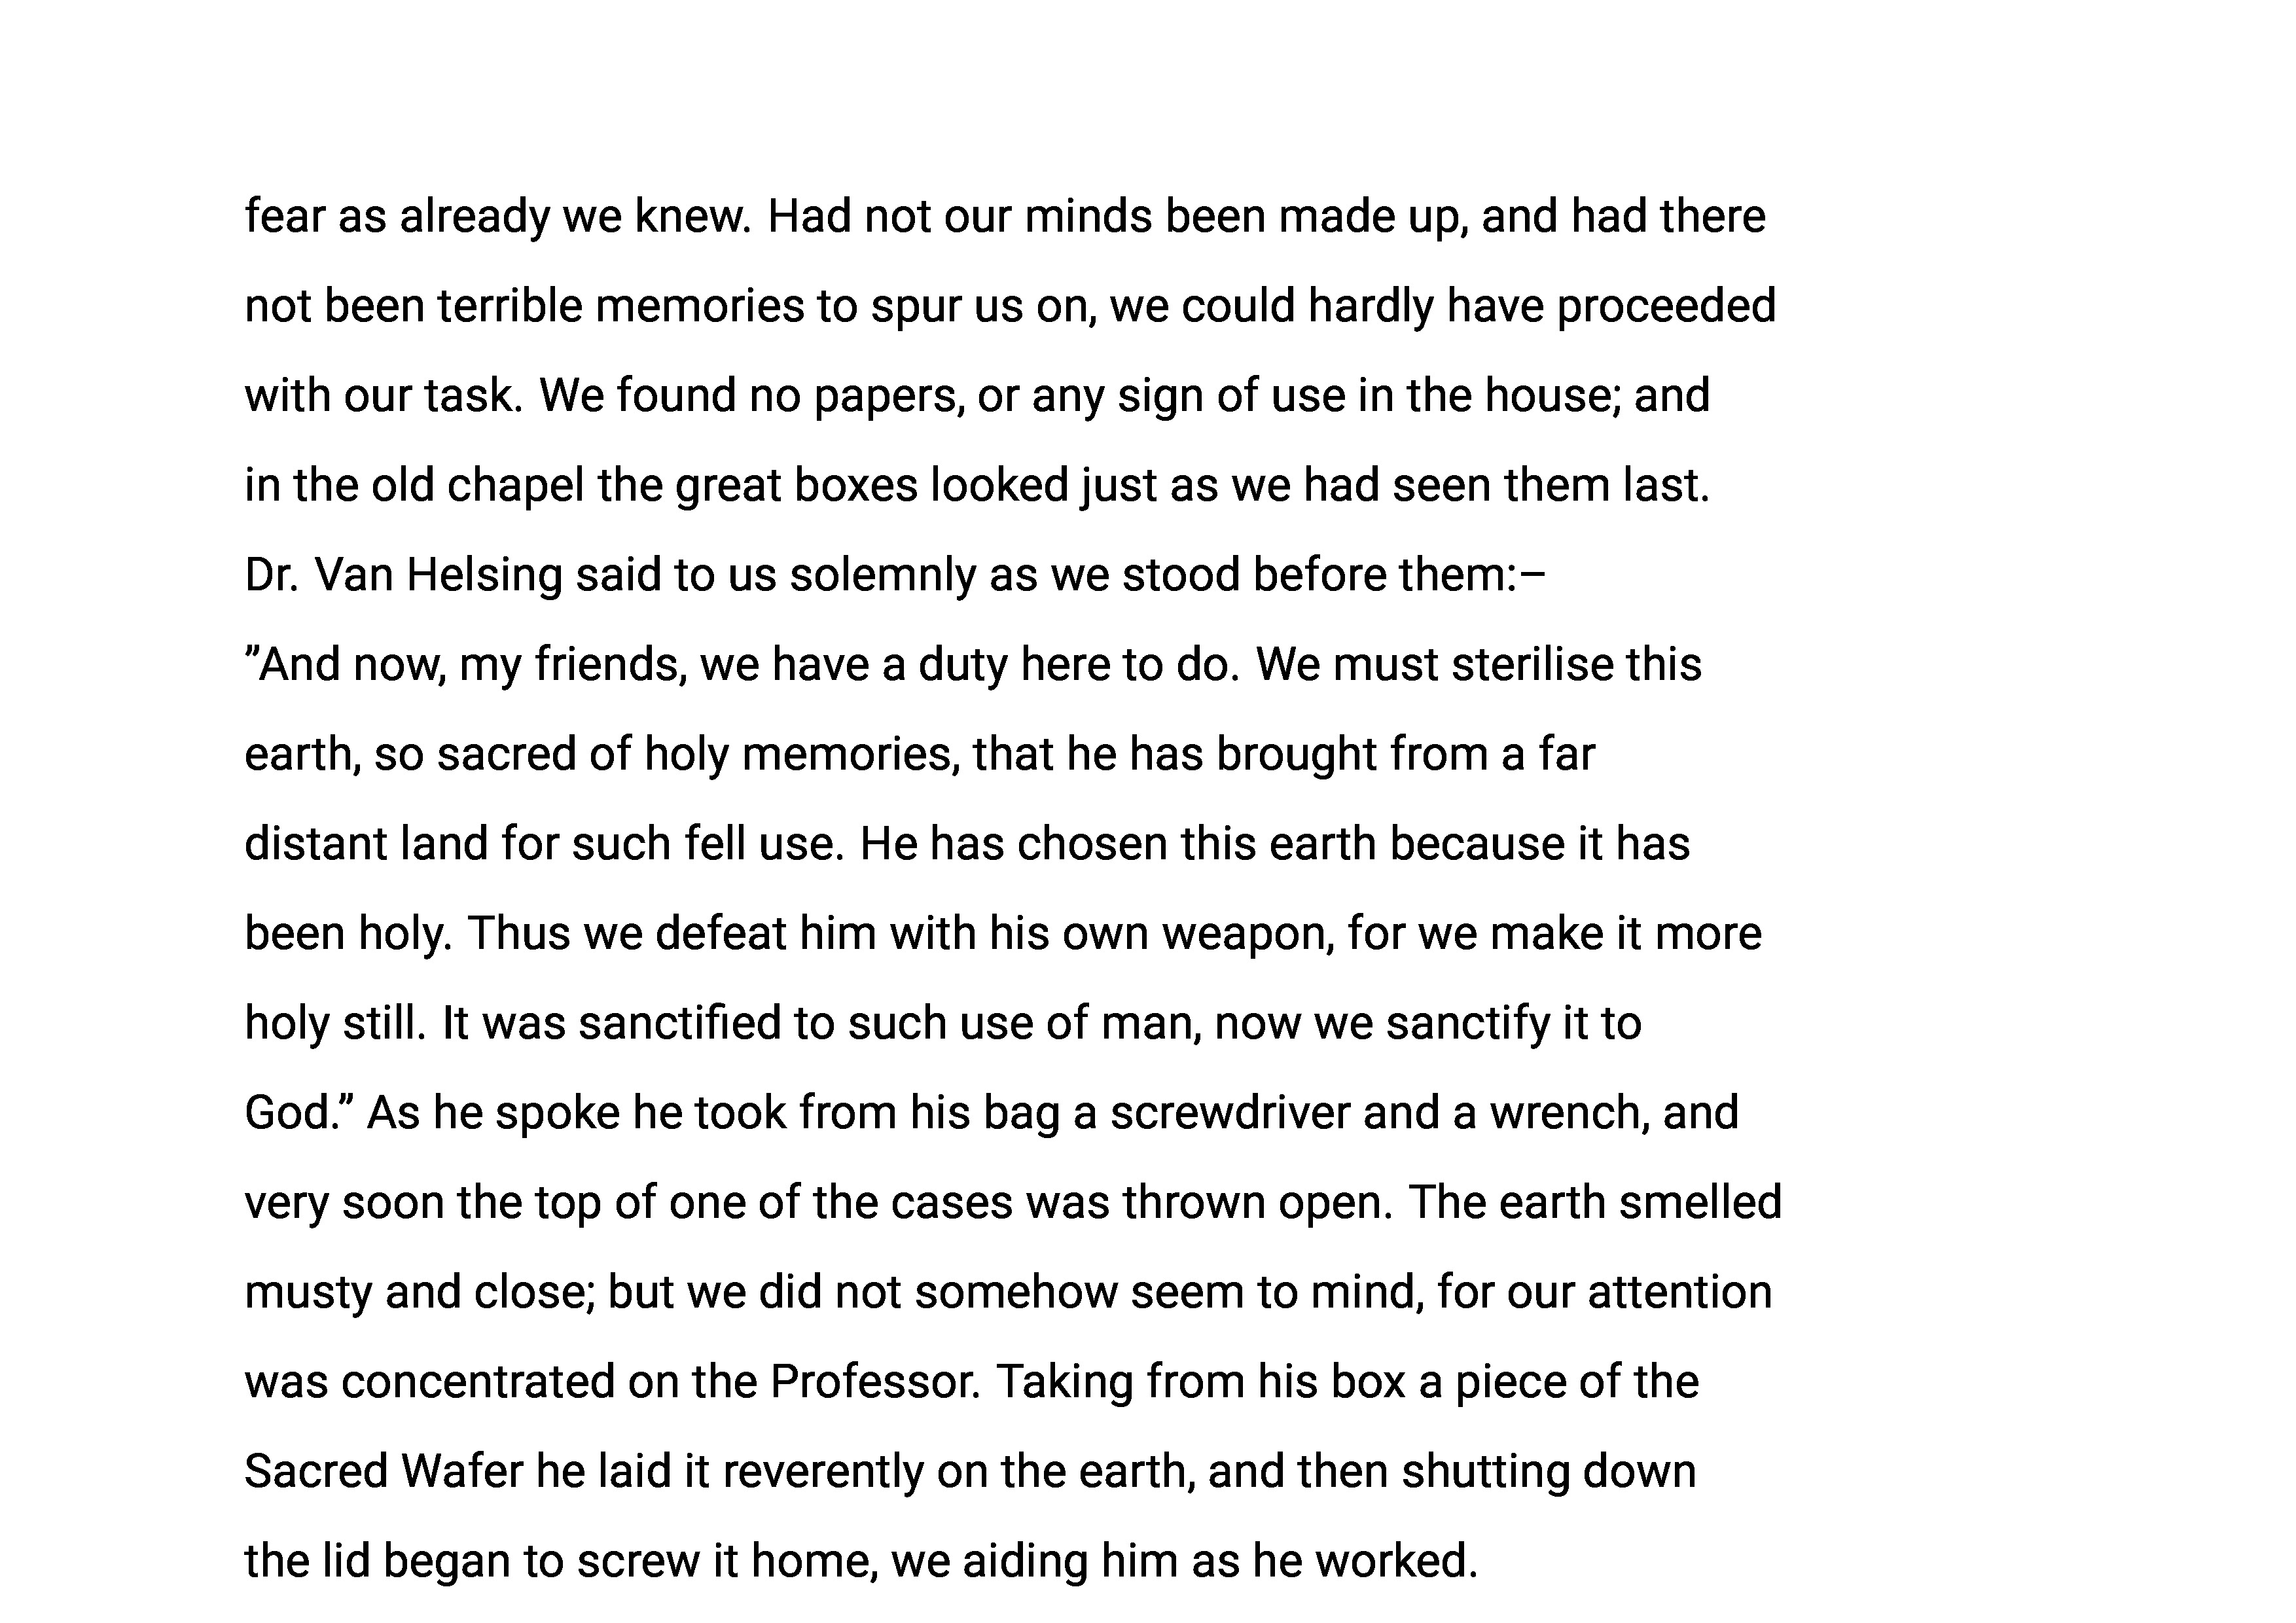 fear as already we knew. Had not our minds been made up, and had there
not been terrible memories to spur us on, we could hardly have proceeded
with our task. We found no papers, or any sign of use in the house; and
in the old chapel the great boxes looked just as we had seen them last.
Dr. Van Helsing said to us solemnly as we stood before them:–
”And now, my friends, we have a duty here to do. We must sterilise this
earth, so sacred of holy memories, that he has brought from a far
distant land for such fell use. He has chosen this earth because it has
been holy. Thus we defeat him with his own weapon, for we make it more
holy still. It was sanctified to such use of man, now we sanctify it to
God.” As he spoke he took from his bag a screwdriver and a wrench, and
very soon the top of one of the cases was thrown open. The earth smelled
musty and close; but we did not somehow seem to mind, for our attention
was concentrated on the Professor. Taking from his box a piece of the
Sacred Wafer he laid it reverently on the earth, and then shutting down
the lid began to screw it home, we aiding him as he worked.